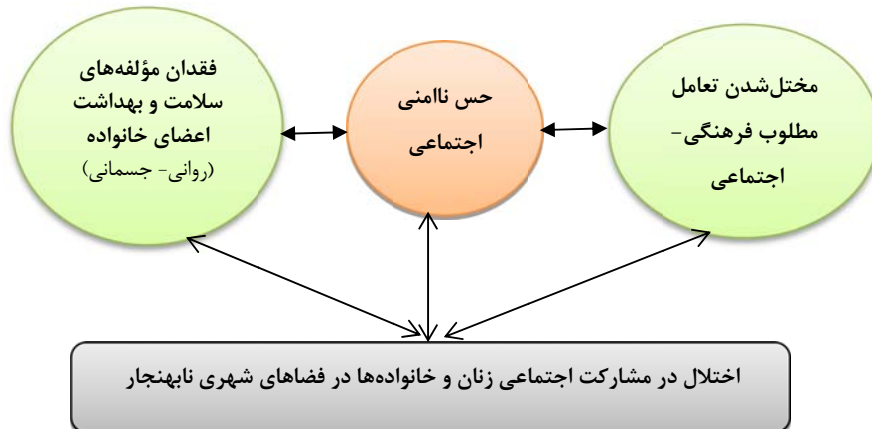 مختل‌شدن تعامل
مطلوب فرهنگی-
اجتماعی
حس ناامنی
اجتماعی
فقدان مؤلفه‌های
سلامت و بهداشت
اعضای خانواده
(روانی- جسمانی)
اختلال در مشارکت اجتماعی زنان و خانواده‌ها در فضاهای شهری نابهنجار